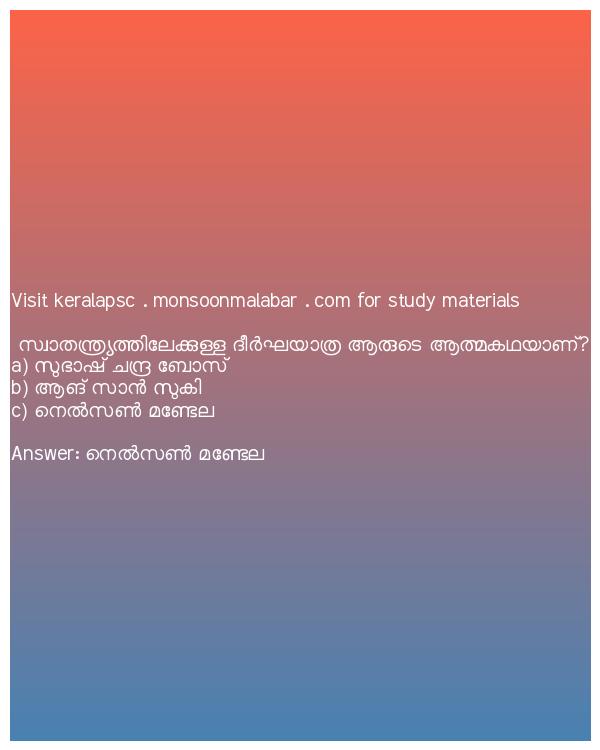 Visit keralapsc . monsoonmalabar . com for study materials
സ്വാതന്ത്ര്യത്തിലേക്കുള്ള ദീർഘയാത്ര ആരുടെ ആത്മകഥയാണ്?
a) സുഭാഷ് ചന്ദ്ര ബോസ്
b) ആങ് സാൻ സുകി
c) നെൽസൺ മണ്ടേല
Answer: നെൽസൺ മണ്ടേല